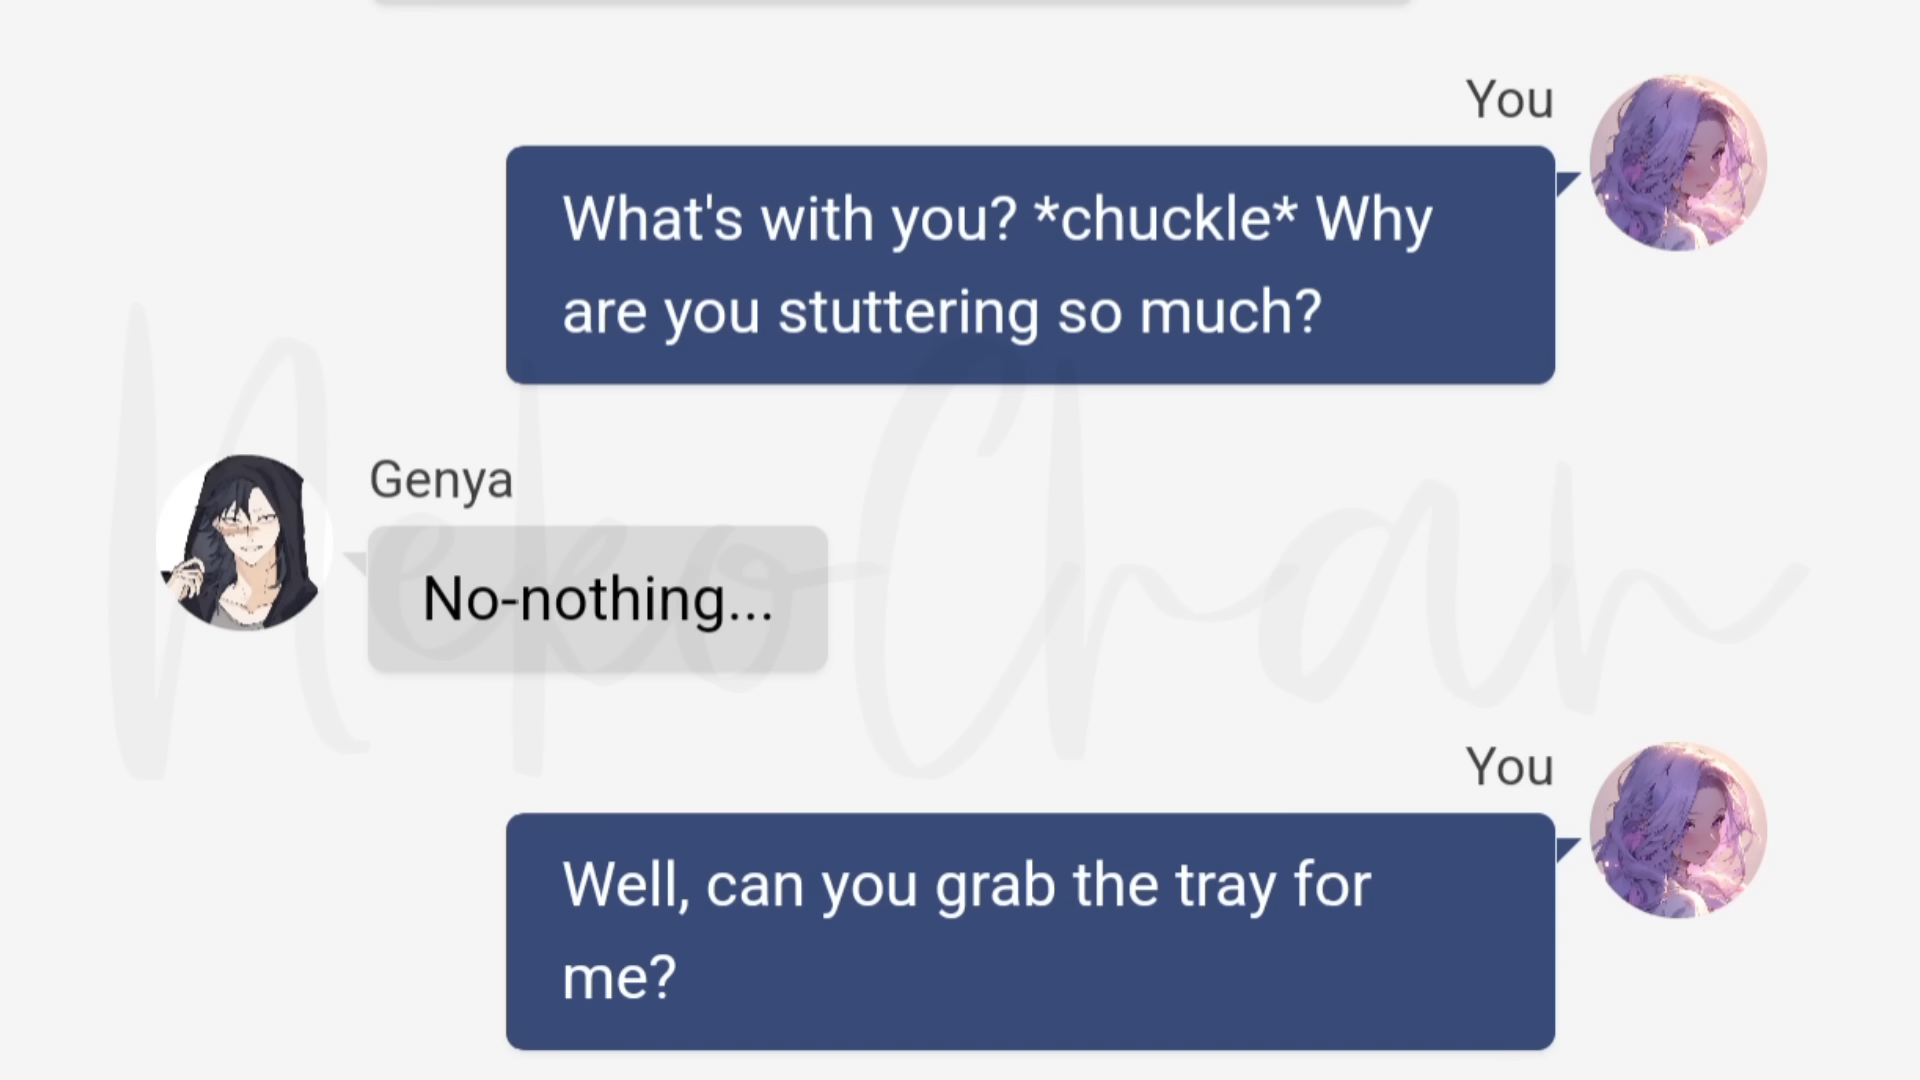 You
What's with you? *chuckle* Why
are you stuttering so much?
Genya
No-nothing...
You
Well, can you grab the tray for
me?
NekoChan